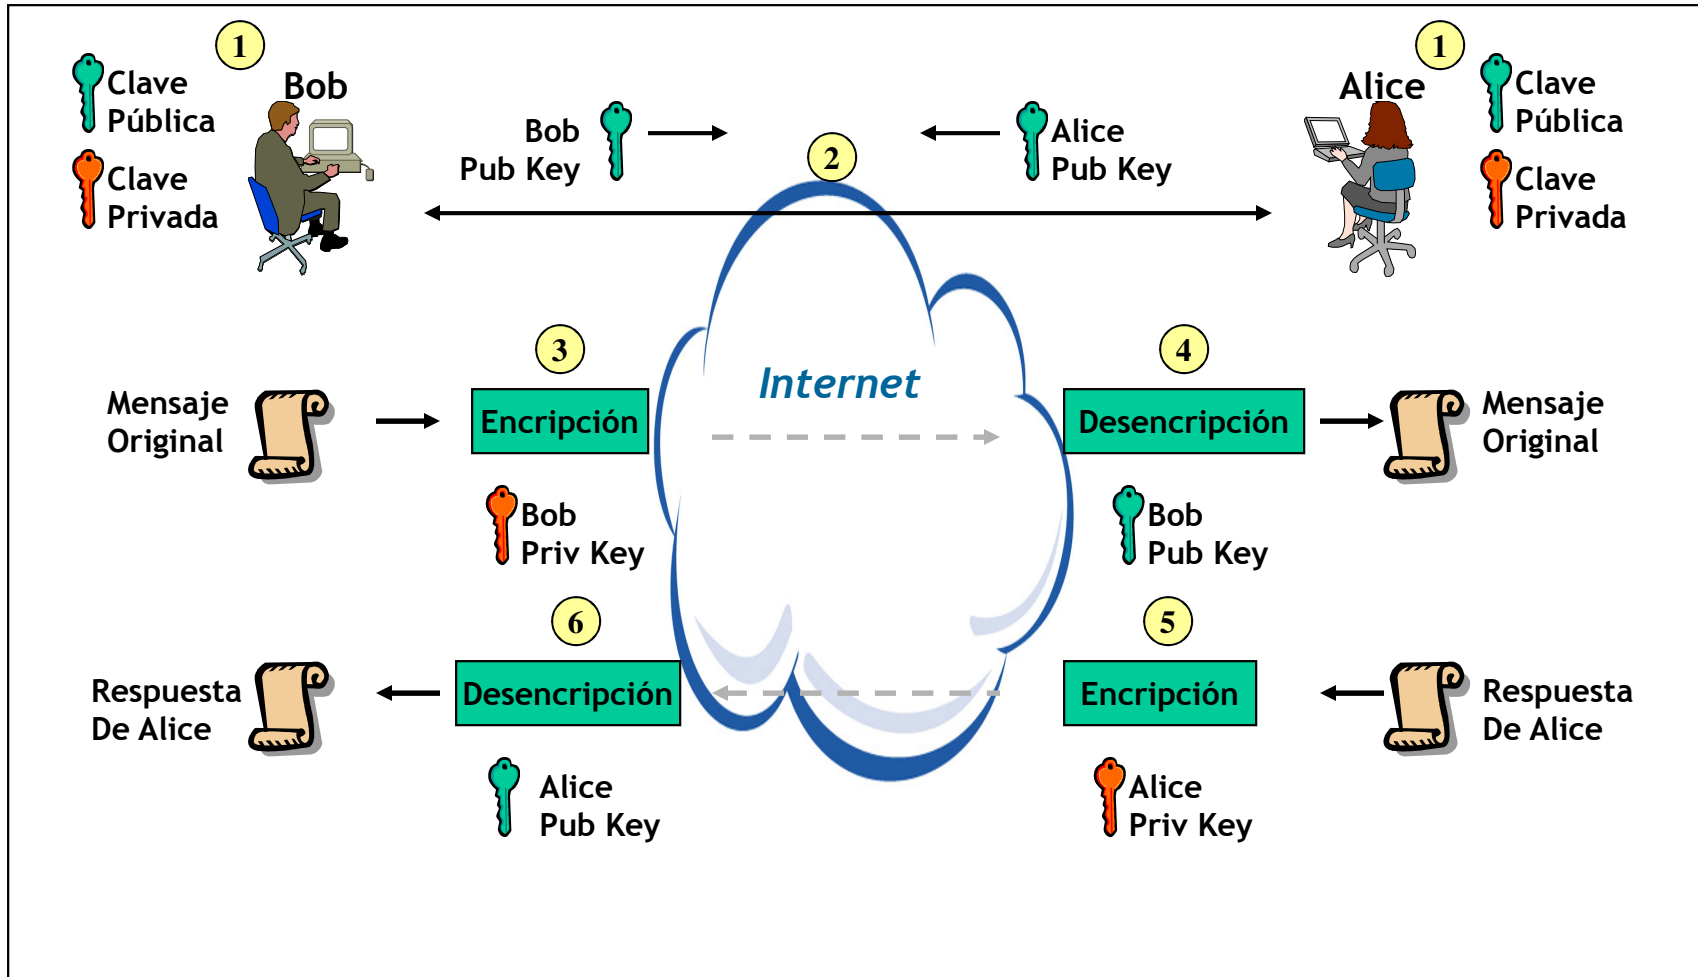 1
Bob
Clave
Pública
Clave
Privada
Bob
Pub Key
2
Alice
Pub Key
1
Alice
Clave
Pública
Clave
Privada
Internet
Mensaje
Original
3
Encripción
Bob
Priv Key
4
Desencripción
Bob
Pub Key
Mensaje
Original
Respuesta
De Alice
6
Desencripción
Alice
Pub Key
5
Encripción
Alice
Priv Key
Respuesta
De Alice